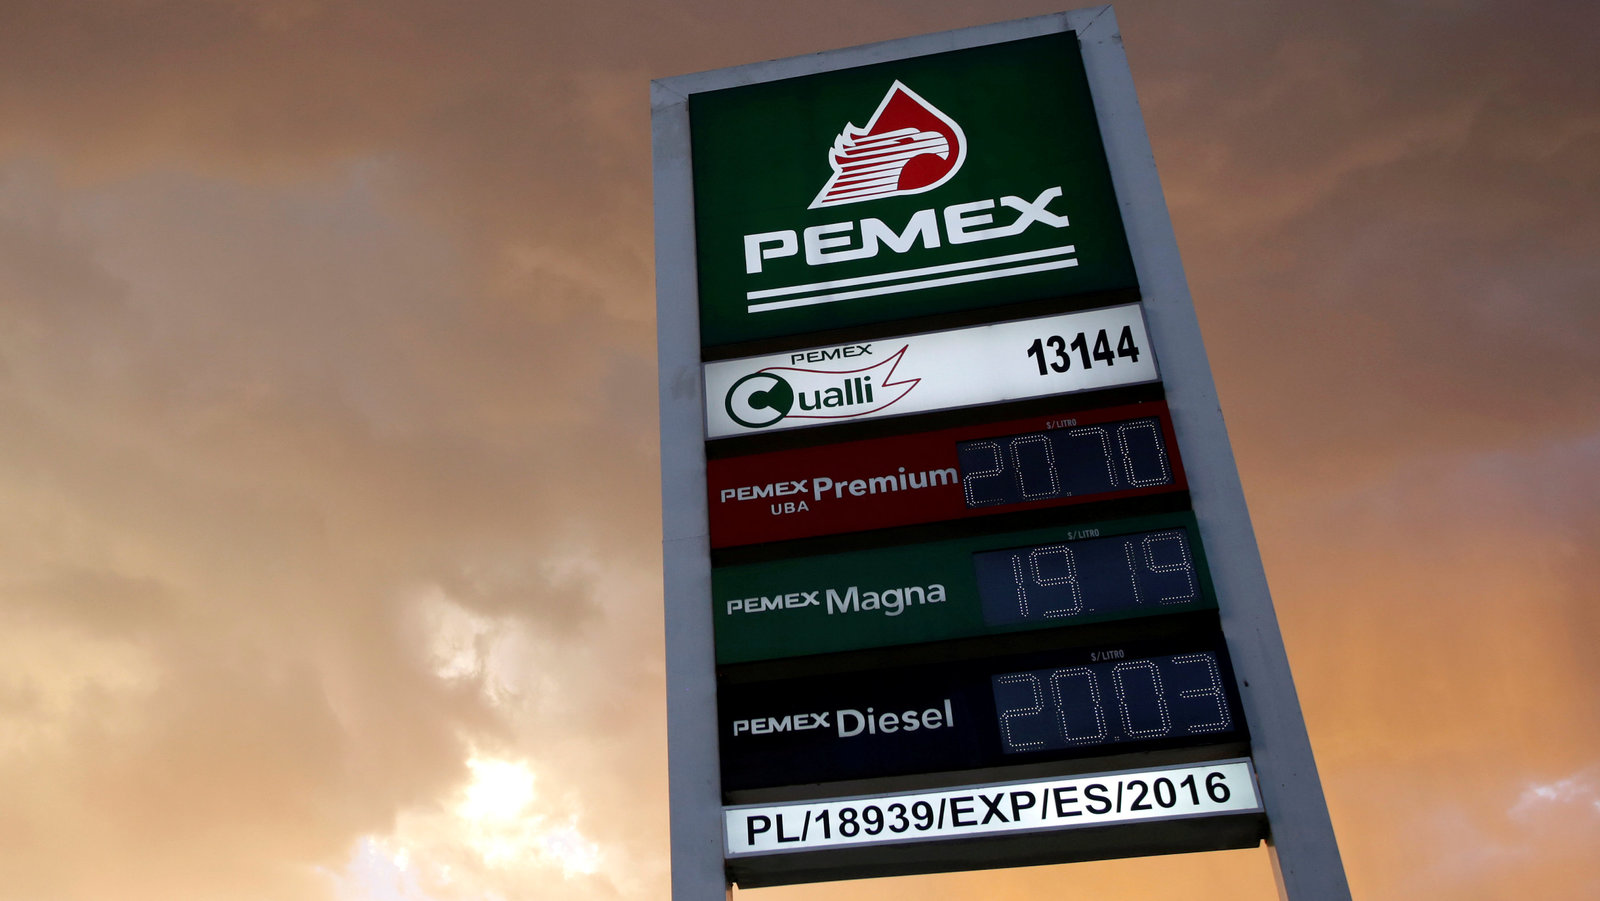 PEMEX
PEMEX
Cualli
13144
$/LITRO
PEMEX Premium
UBA
20.70
$/LITRO
PEMEX Magna
19.19
$/LITRO
PEMEX Diesel
20.03
PL/18939/EXP/ES/2016